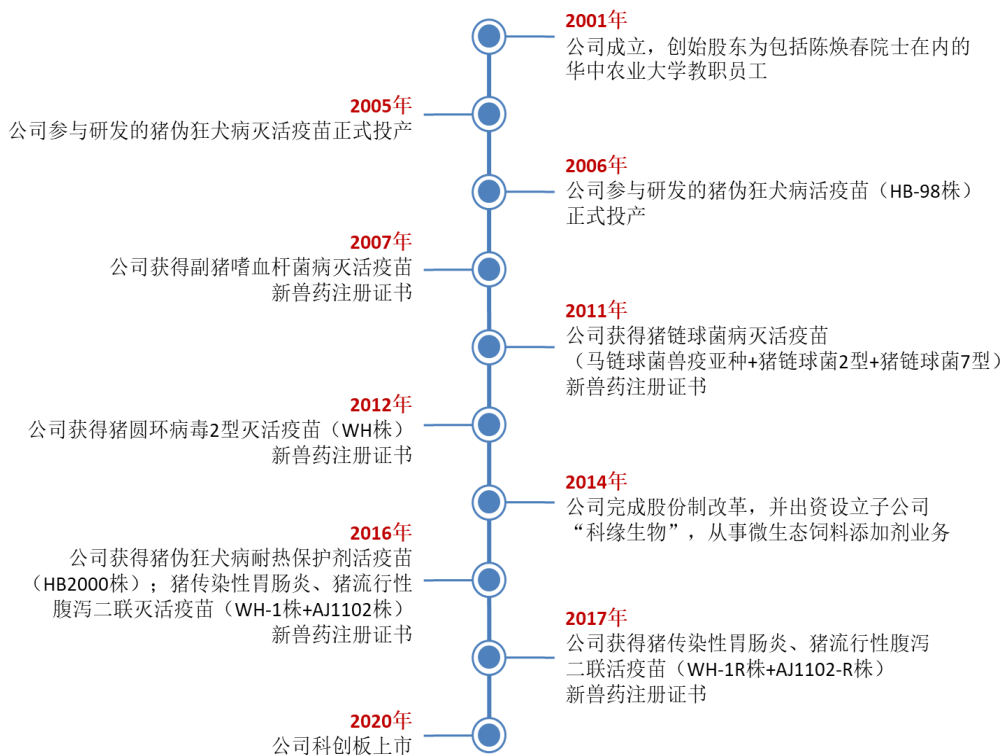 2001年
公司成立，创始股东为包括陈焕春院士在内的
华中农业大学教职员工
2005年
公司参与研发的猪伪狂犬病灭活疫苗正式投产
2006年
公司参与研发的猪伪狂犬病活疫苗（HB-98株）
正式投产
2007年
公司获得副猪嗜血杆菌病灭活疫苗
新兽药注册证书
2011年
公司获得猪链球菌病灭活疫苗
（马链球菌兽疫亚种+猪链球菌2型+猪链球菌7型）
新兽药注册证书
2012年
公司获得猪圆环病毒2型灭活疫苗（WH株）
新兽药注册证书
2014年
公司完成股份制改革，并出资设立子公司
“科缘生物”，从事微生态饲料添加剂业务
2016年
公司获得猪伪狂犬病耐热保护剂活疫苗
（HB2000株）；猪传染性胃肠炎、猪流行性
腹泻二联灭活疫苗（WH-1株+AJ1102株）
新兽药注册证书
2017年
公司获得猪传染性胃肠炎、猪流行性腹泻
二联活疫苗（WH-1R株+AJ1102-R株）
新兽药注册证书
2020年
公司科创板上市